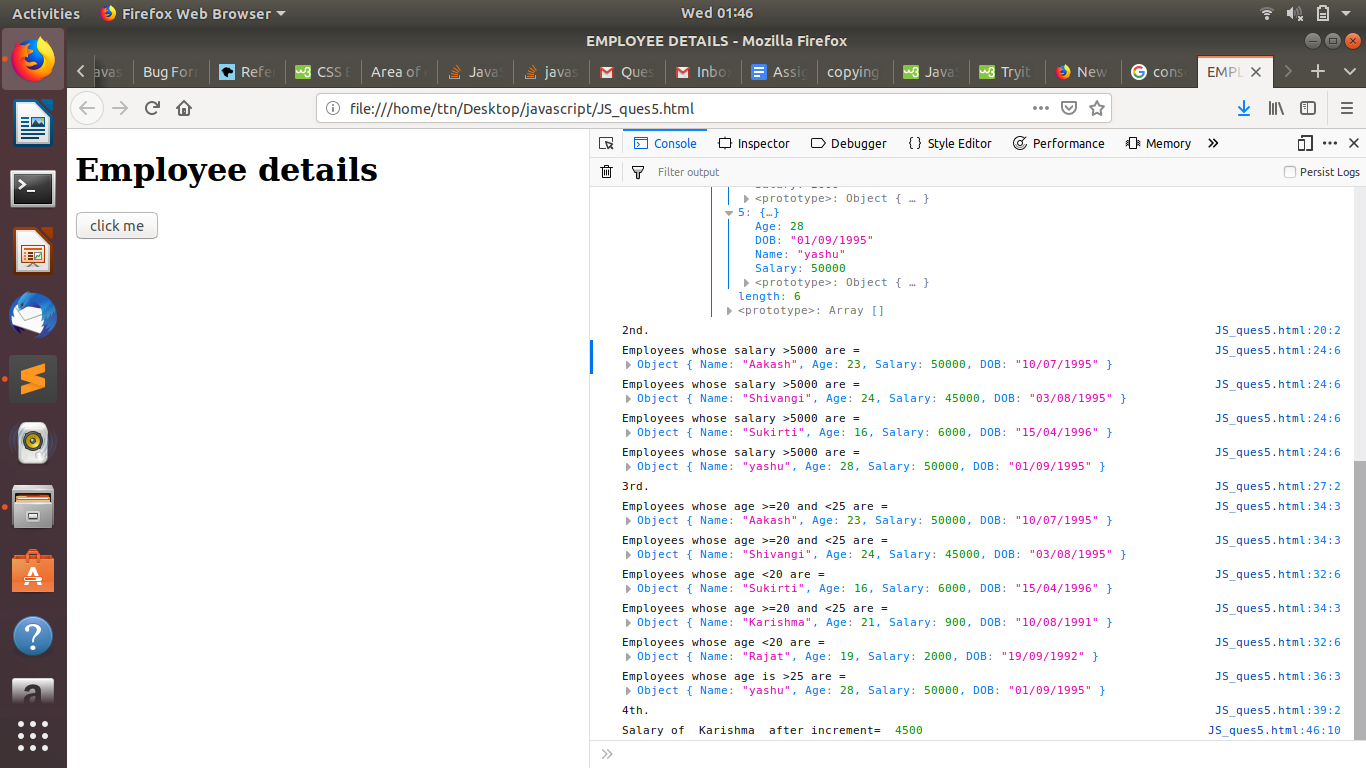 Activities Firefox Web Browser Wed 01:46
EMPLOYEE DETAILS - Mozilla Firefox
avas Bug Forn Refe CSS E Area of JavaS javas Ques Inbo Assig copying JavaS Tryit New cons EMPL
file:///home/ttn/Desktop/javascript/JS_ques5.html
Employee details
click me
Console Inspector Debugger {} Style Editor Performance Memory
Filter output Persist Logs
<prototype>: Object { … }
5: {…}
Age: 28
DOB: "01/09/1995"
Name: "yashu"
Salary: 50000
<prototype>: Object { … }
length: 6
<prototype>: Array []
2nd. JS_ques5.html:20:2
Employees whose salary >5000 are = JS_ques5.html:24:6
Object { Name: "Aakash", Age: 23, Salary: 50000, DOB: "10/07/1995" }
Employees whose salary >5000 are = JS_ques5.html:24:6
Object { Name: "Shivangi", Age: 24, Salary: 45000, DOB: "03/08/1995" }
Employees whose salary >5000 are = JS_ques5.html:24:6
Object { Name: "Sukirti", Age: 16, Salary: 6000, DOB: "15/04/1996" }
Employees whose salary >5000 are = JS_ques5.html:24:6
Object { Name: "yashu", Age: 28, Salary: 50000, DOB: "01/09/1995" }
3rd. JS_ques5.html:27:2
Employees whose age >=20 and <25 are = JS_ques5.html:34:3
Object { Name: "Aakash", Age: 23, Salary: 50000, DOB: "10/07/1995" }
Employees whose age >=20 and <25 are = JS_ques5.html:34:3
Object { Name: "Shivangi", Age: 24, Salary: 45000, DOB: "03/08/1995" }
Employees whose age <20 are = JS_ques5.html:32:6
Object { Name: "Sukirti", Age: 16, Salary: 6000, DOB: "15/04/1996" }
Employees whose age >=20 and <25 are = JS_ques5.html:34:3
Object { Name: "Karishma", Age: 21, Salary: 900, DOB: "10/08/1991" }
Employees whose age <20 are = JS_ques5.html:32:6
Object { Name: "Rajat", Age: 19, Salary: 2000, DOB: "19/09/1992" }
Employees whose age is >25 are = JS_ques5.html:36:3
Object { Name: "yashu", Age: 28, Salary: 50000, DOB: "01/09/1995" }
4th. JS_ques5.html:39:2
Salary of Karishma after increment= 4500 JS_ques5.html:46:10